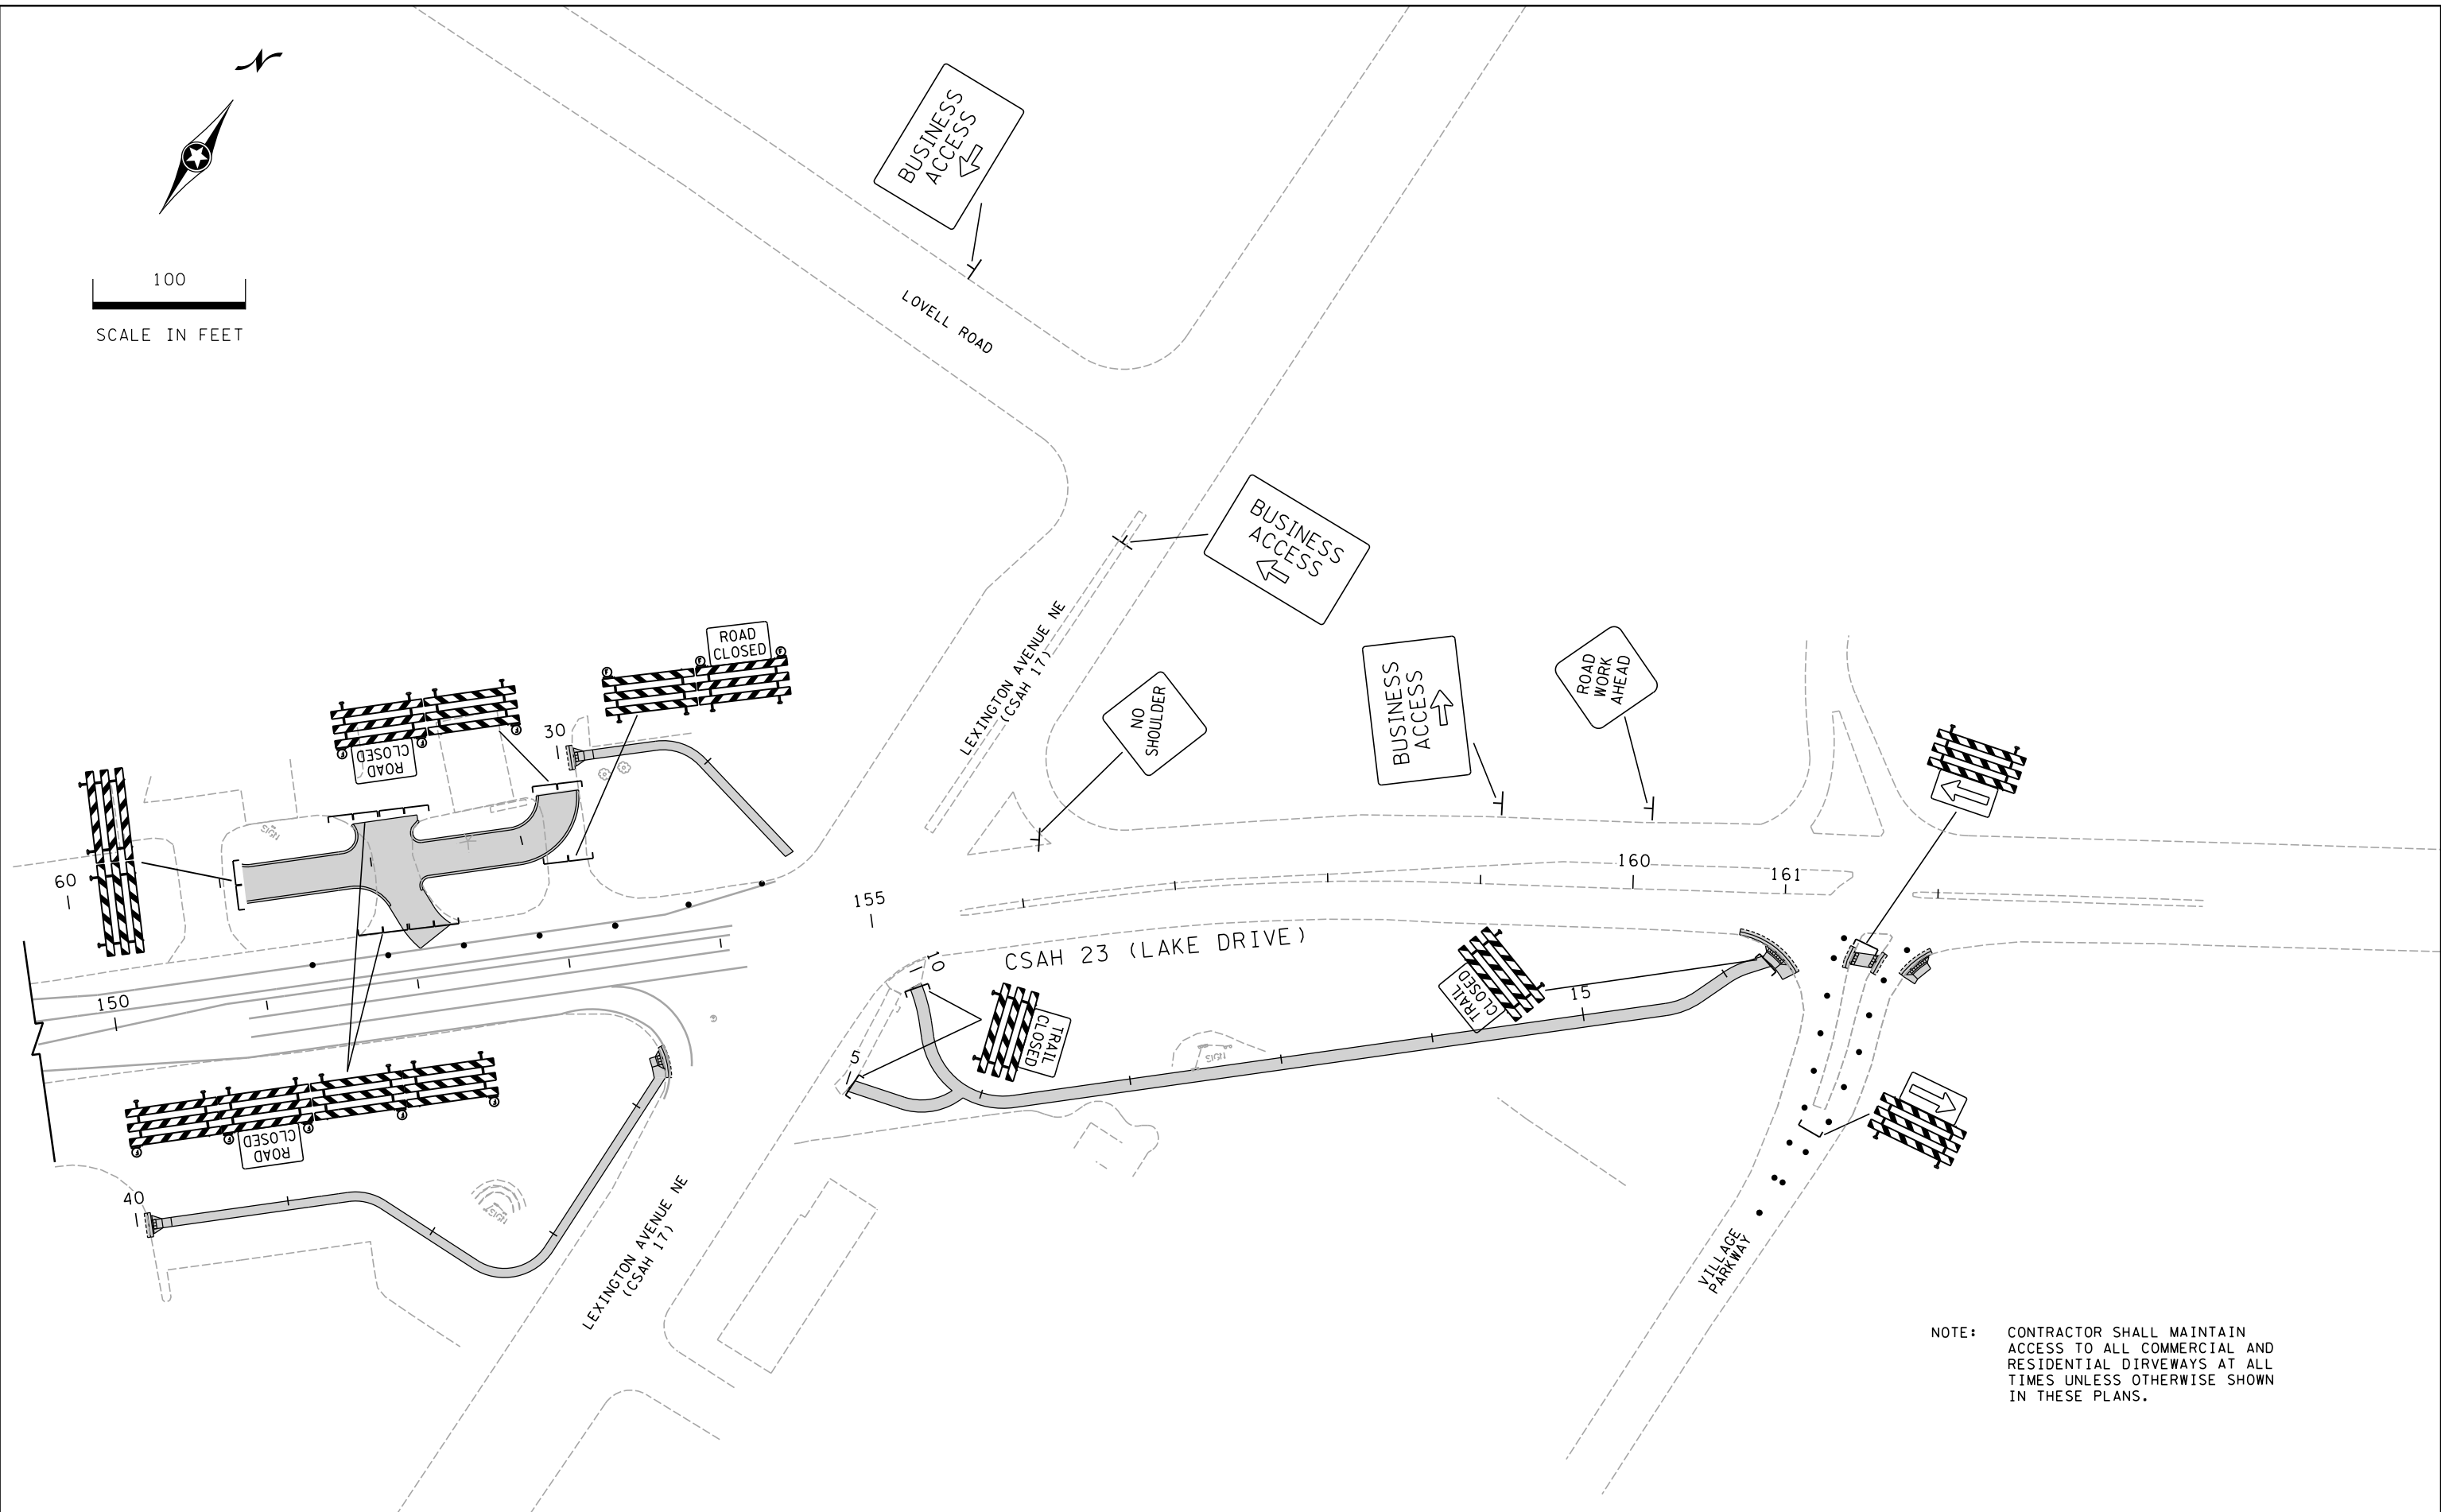 N
100
SCALE IN FEET
BUSINESS
ACCESS
LOVELL ROAD
BUSINESS
ACCESS
LEXINGTON AVENUE NE
(CSAH 17)
NO
SHOULDER
BUSINESS
ACCESS
ROAD
WORK
AHEAD
ROAD
CLOSED
ROAD
CLOSED
30
60
150
155
160
161
10
CSAH 23 (LAKE DRIVE)
TRAIL
CLOSED
15
TRAIL
CLOSED
5
ROAD
CLOSED
40
LEXINGTON AVENUE NE
(CSAH 17)
VILLAGE
PARKWAY
NOTE: CONTRACTOR SHALL MAINTAIN
ACCESS TO ALL COMMERCIAL AND
RESIDENTIAL DIRVEWAYS AT ALL
TIMES UNLESS OTHERWISE SHOWN
IN THESE PLANS.